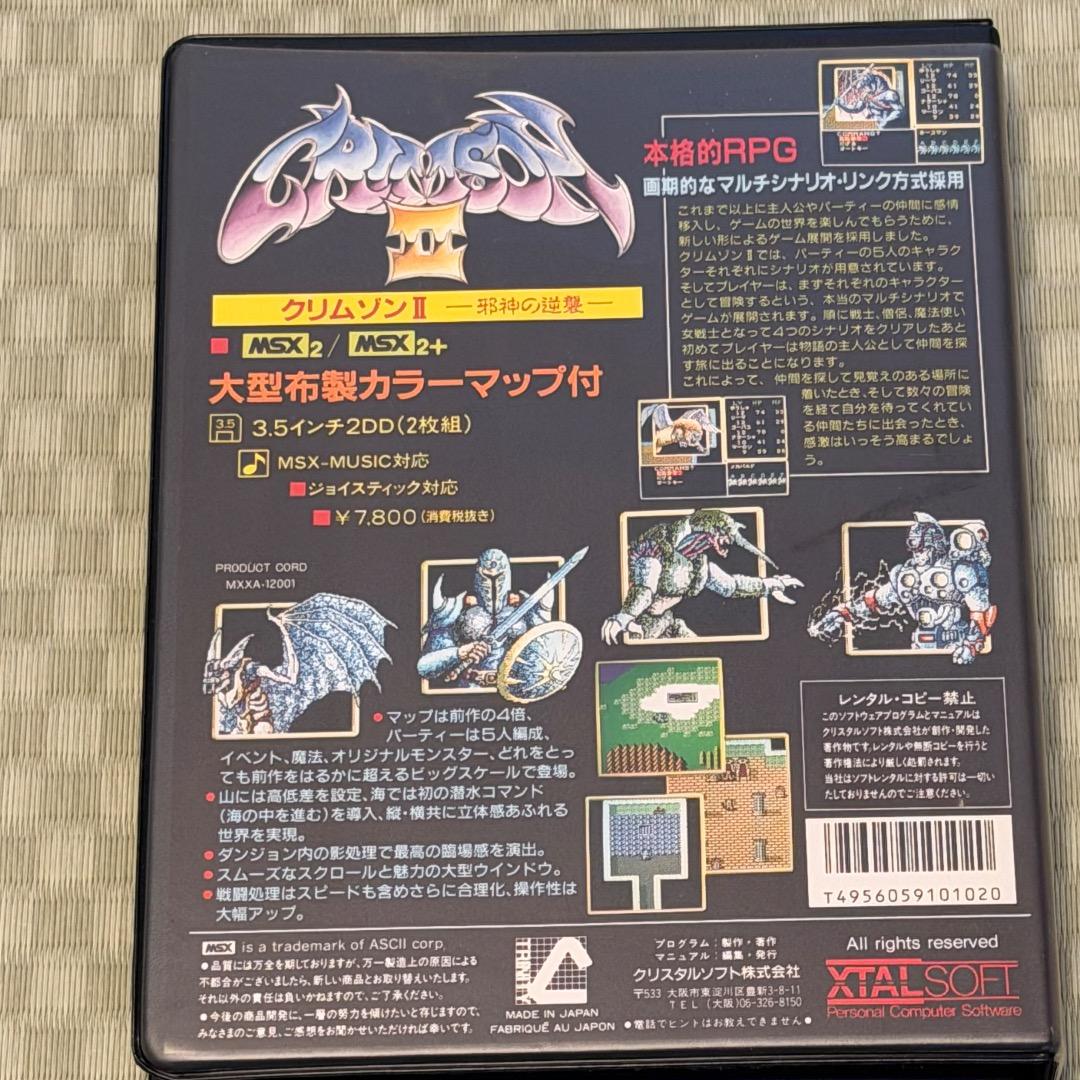 CRIMSON
II
クリムゾンⅡ ―邪神の逆襲―
MSX2/MSX2+
大型布製カラーマップ付
3.5
3.5インチ2DD(2枚組)
MSX-MUSIC対応
ジョイスティック対応
¥7,800(消費税抜き)
PRODUCT CORD
MXXA-12001
本格的RPG
画期的なマルチシナリオ・リンク方式採用
これまで以上に主人公やパーティーの仲間に感情
移入し、ゲームの世界を楽しんでもらうために、
新しい形によるゲーム展開を採用しました。
クリムゾンⅡでは、パーティーの5人のキャラク
ターそれぞれにシナリオが用意されています。
そしてプレイヤーは、まずそれぞれのキャラクター
として冒険するという、本当のマルチシナリオで
ゲームが展開されます。順に戦士、僧侶、魔法使い
女戦士となって4つのシナリオをクリアしたあと
初めてプレイヤーは物語の主人公として仲間を探
す旅に出ることになります。
これによって、仲間を探して見覚えのある場所に
着いたとき、そして数々の冒険
を経て自分を待ってくれてい
る仲間たちに出会ったとき、
感激はいっそう高まるでしょ
う。
●マップは前作の4倍、
パーティーは5人編成、
イベント、魔法、オリジナルモンスター、どれをとっ
ても前作をはるかに超えるビッグスケールで登場。
●山には高低差を設定、海では初の潜水コマンド
(海の中を進む)を導入、縦・横共に立体感あふれる
世界を実現。
●ダンジョン内の影処理で最高の臨場感を演出。
●スムーズなスクロールと魅力の大型ウインドウ。
●戦闘処理はスピードも含めさらに合理化、操作性は
大幅アップ。
レンタル・コピー禁止
このソフトウェアプログラムとマニュアルは
クリスタルソフト株式会社が創作・開発した
著作物です。レンタルや無断コピーを行うと
著作権法により厳しく処罰されます。
当社はソフトレンタルに対する許可は一切い
たしておりませんのでご注意ください。
T4956059101020
MSX is a trademark of ASCII corp.
●品質には万全を期しておりますが、万一製造上の原因による
不都合がございましたら、新しい商品とお取り替えいたします。
それ以外の責任は負いかねますので、ご了承ください。
●今後の商品開発に、一層の努力を傾けたいと存じますので、
みなさまのご意見、ご感想をお聞かせいただければ幸いです。
MADE IN JAPAN
FABRIQUÉ AU JAPON
プログラム:製作・著作
マニュアル:編集・発行
クリスタルソフト株式会社
〒533 大阪市東淀川区豊新3-8-11
TEL(大阪)06-326-8150
●電話でヒントはお教えできません●
All rights reserved
XTALSOFT
Personal Computer Software